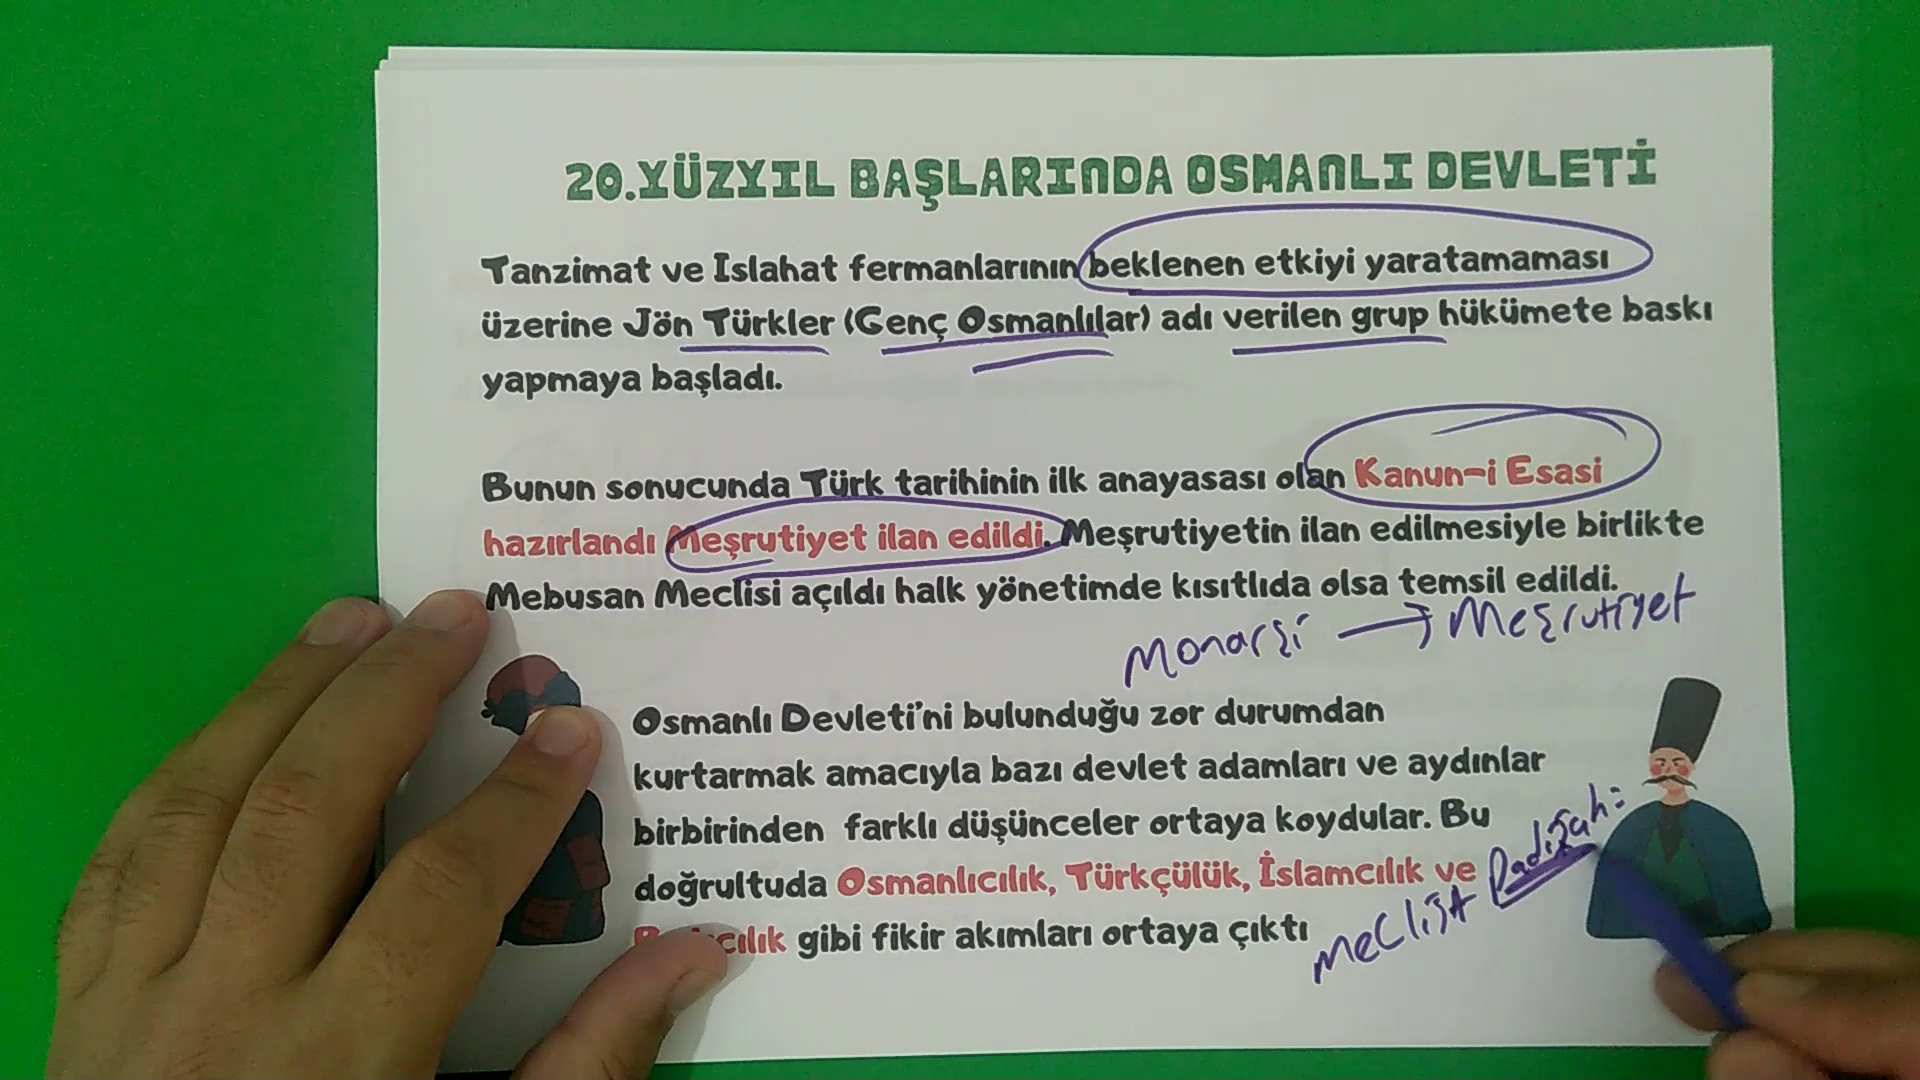 20.YÜZYIL BAŞLARINDA OSMANLI DEVLETİ
Tanzimat ve Islahat fermanlarının beklenen etkiyi yaratamaması
üzerine Jön Türkler (Genç Osmanlılar) adı verilen grup hükümete baskı
yapmaya başladı.
Bunun sonucunda Türk tarihinin ilk anayasası olan Kanun-i Esasi
hazırlandı Meşrutiyet ilan edildi. Meşrutiyetin ilan edilmesiyle birlikte
Mebusan Meclisi açıldı halk yönetimde kısıtlıda olsa temsil edildi.
Monarşi → Meşrutiyet
Osmanlı Devleti'ni bulunduğu zor durumdan
kurtarmak amacıyla bazı devlet adamları ve aydınlar
birbirinden farklı düşünceler ortaya koydular. Bu
doğrultuda Osmanlıcılık, Türkçülük, İslamcılık ve
gibi fikir akımları ortaya çıktı
Meclis+ Padişah: